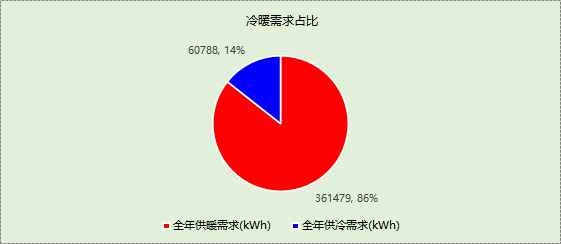 冷暖需求占比
60788, 14%
361479, 86%
全年供暖需求(kWh)
全年供冷需求(kWh)